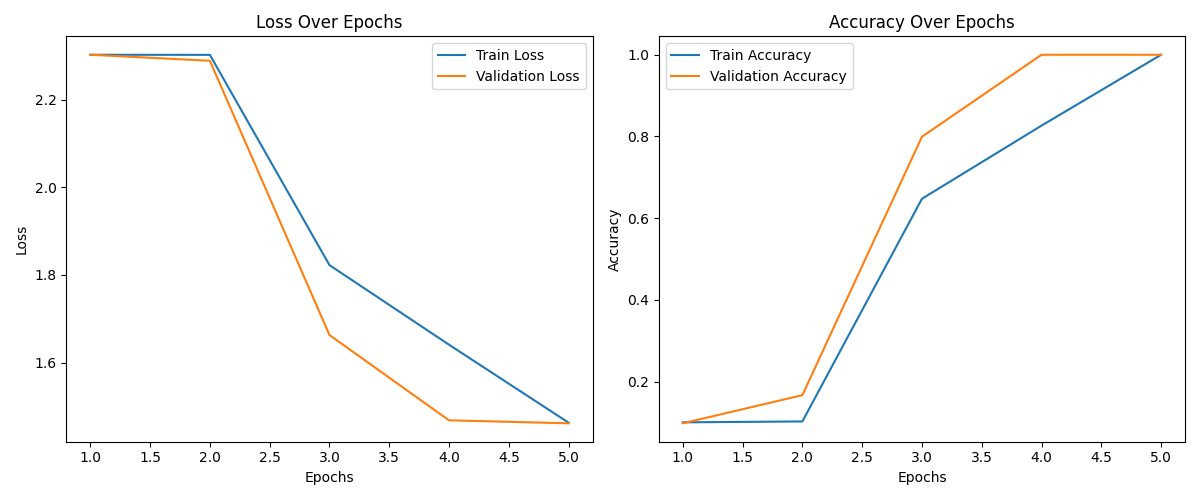 Loss Over Epochs
Train Loss
Validation Loss
2.2
2.0
1.8
1.6
Loss
1.0 1.5 2.0 2.5 3.0 3.5 4.0 4.5 5.0
Epochs
Accuracy Over Epochs
Train Accuracy
Validation Accuracy
1.0
0.8
0.6
0.4
0.2
Accuracy
1.0 1.5 2.0 2.5 3.0 3.5 4.0 4.5 5.0
Epochs